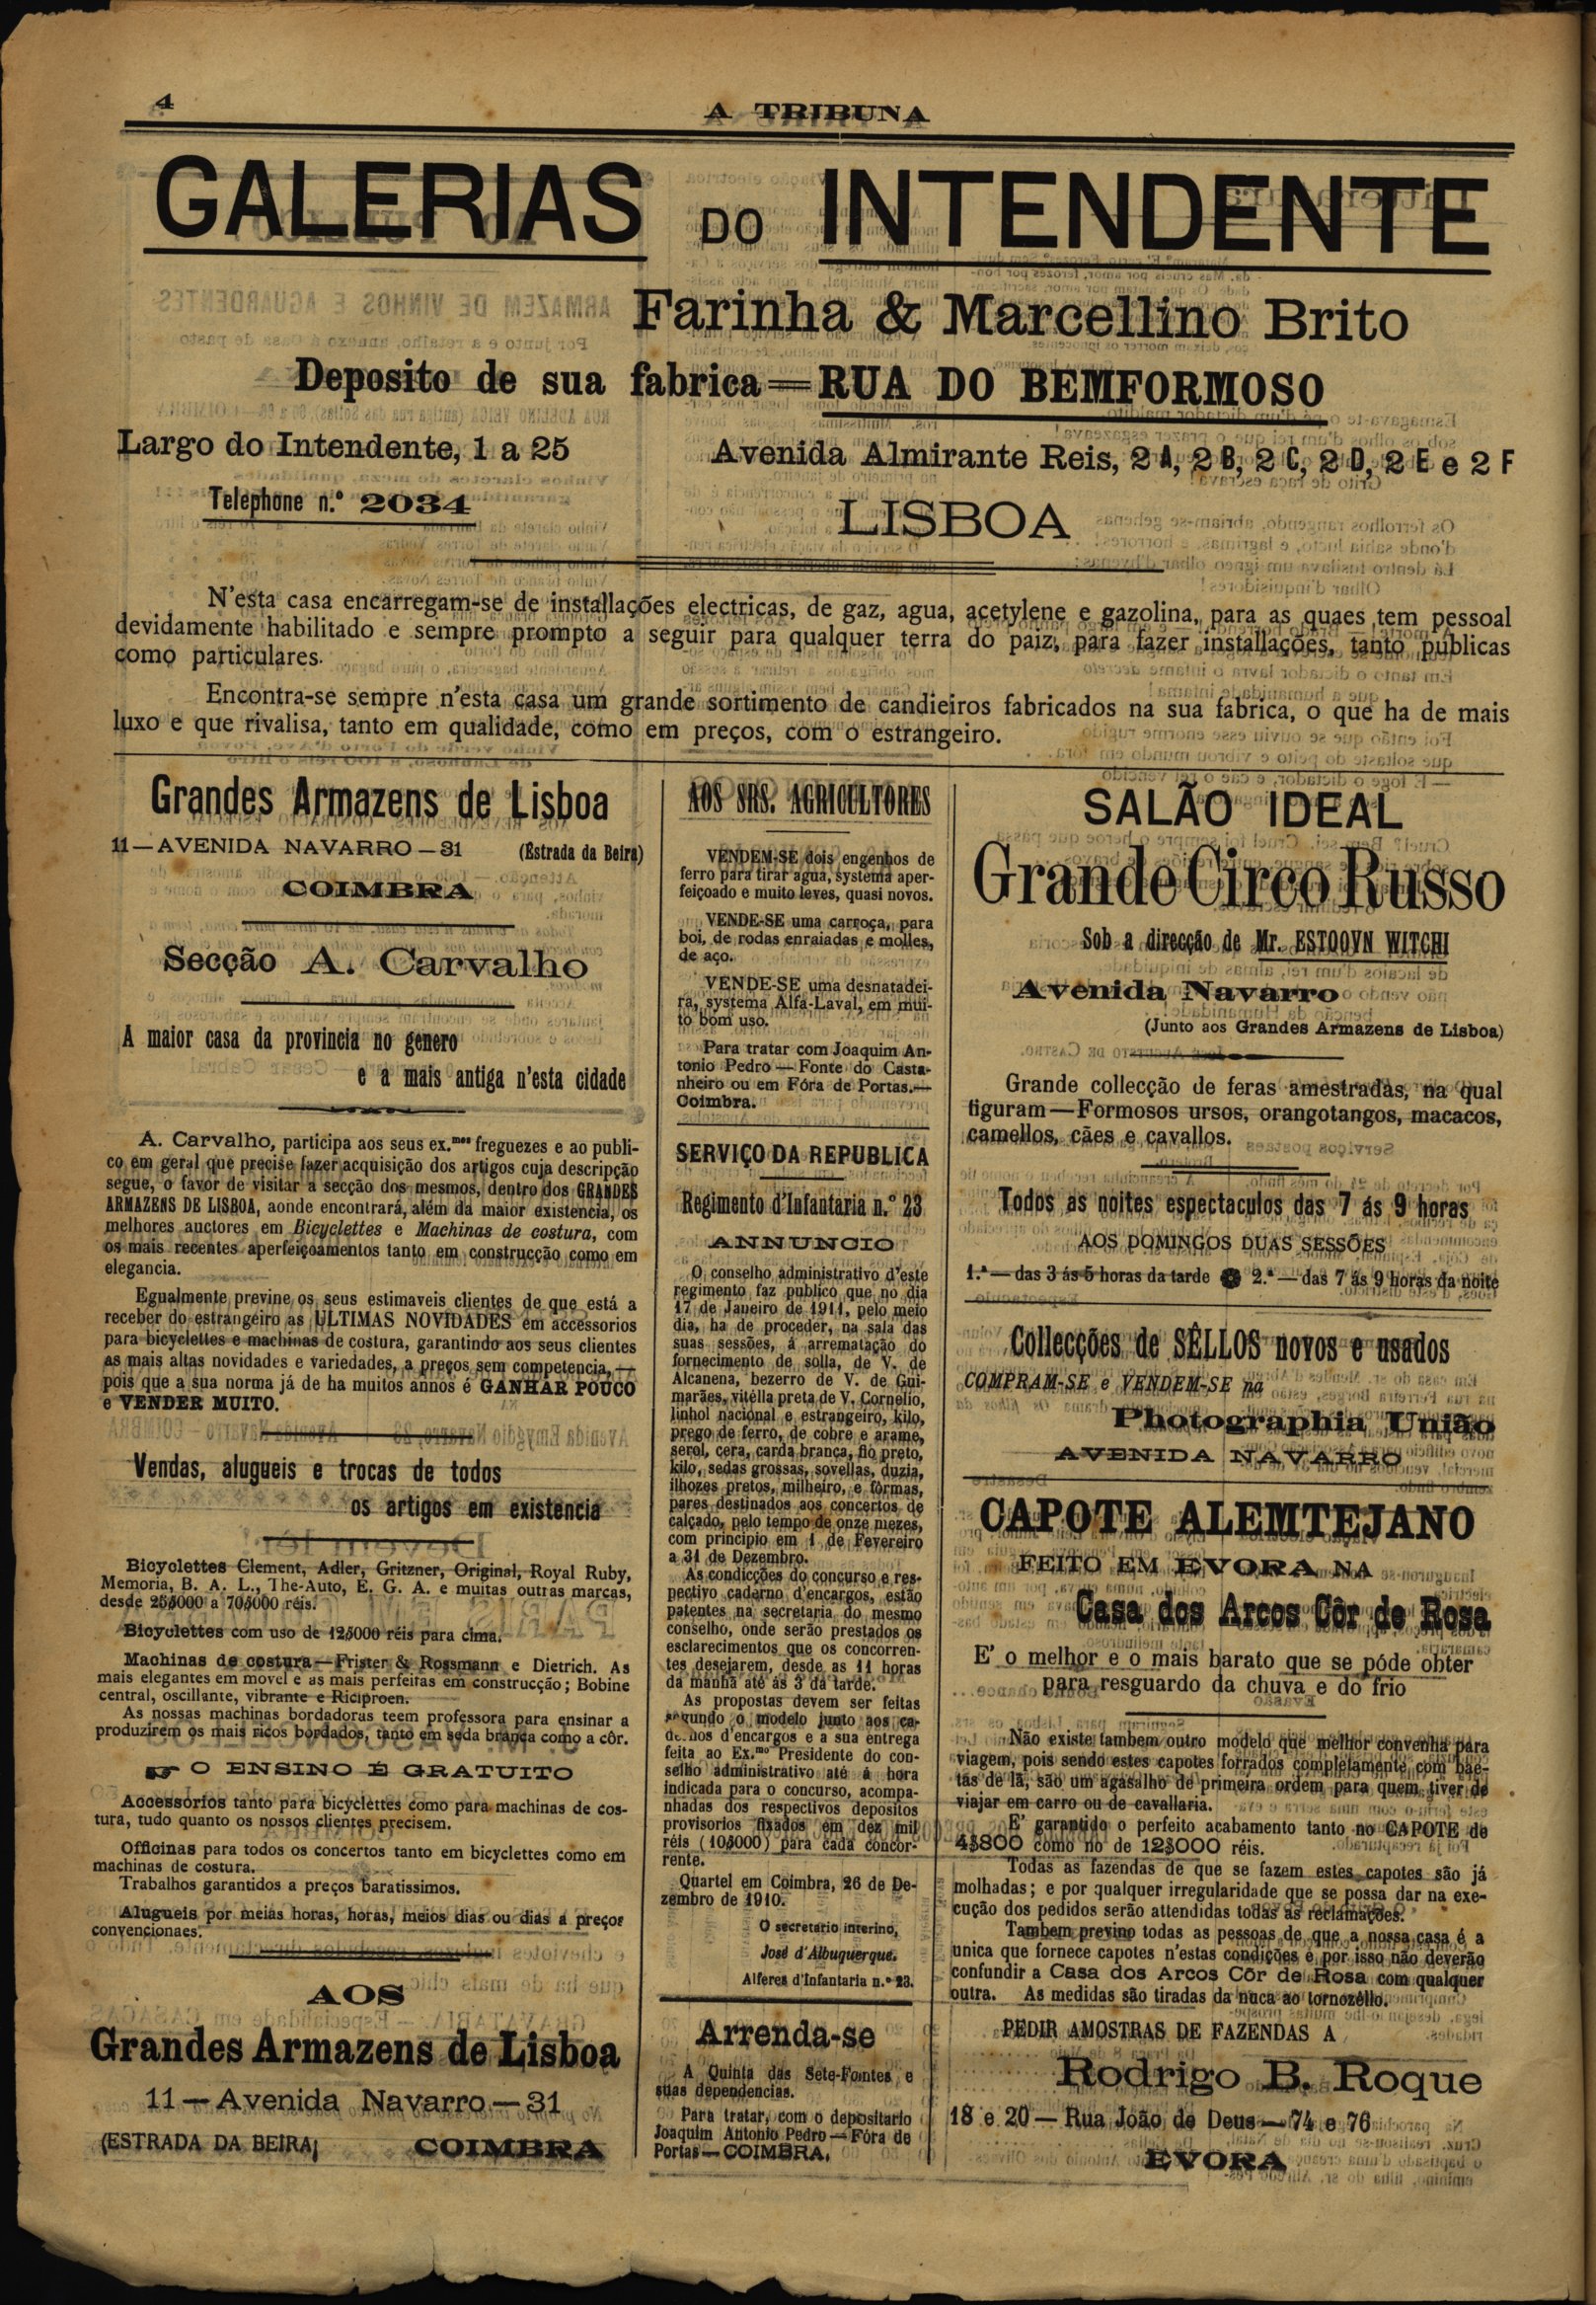 4
A TRIBUNA
GALERIAS DO INTENDENTE
Farinha & Marcellino Brito
Deposito de sua fabrica=RUA DO BEMFORMOSO
Largo do Intendente, 1 a 25
Avenida Almirante Reis, 2 A, 2 B, 2 C, 2 D, 2 E e 2 F
Telephone n.º 2034
LISBOA
N'esta casa encarregam-se de installações electricas, de gaz, agua, acetylene e gazolina, para as quaes tem pessoal
devidamente habilitado e sempre prompto a seguir para qualquer terra do paiz, para fazer installações, tanto publicas
como particulares.
Encontra-se sempre n'esta casa um grande sortimento de candieiros fabricados na sua fabrica, o que ha de mais
luxo e que rivalisa, tanto em qualidade, como em preços, com o estrangeiro.
Grandes Armazens de Lisboa
11—AVENIDA NAVARRO—31 (Estrada da Beira)
COIMBRA
Secção A. Carvalho
A maior casa da provincia no genero
e a mais antiga n'esta cidade
A. Carvalho, participa aos seus ex.mos freguezes e ao publi-
co em geral que precise fazer acquisição dos artigos cuja descripção
segue, o favor de visitar a secção dos mesmos, dentro dos GRANDES
ARMAZENS DE LISBOA, aonde encontrará, além da maior existencia, os
melhores auctores em Bicyclettes e Machinas de costura, com
os mais recentes aperfeiçoamentos tanto em construcção como em
elegancia.
Egualmente previne os seus estimaveis clientes de que está a
receber do estrangeiro as ULTIMAS NOVIDADES em accessorios
para bicyclettes e machinas de costura, garantindo aos seus clientes
as mais altas novidades e variedades, a preços sem competencia,—
pois que a sua norma já de ha muitos annos é GANHAR POUCO
e VENDER MUITO.
Vendas, alugueis e trocas de todos
os artigos em existencia
Bicyclettes Clement, Adler, Gritzner, Original, Royal Ruby,
Memoria, B. A. L., The-Auto, E. G. A. e muitas outras marcas,
desde 25$000 a 70$000 réis.
Bicyclettes com uso de 12$000 réis para cima.
Machinas de costura—Frister & Rossmann e Dietrich. As
mais elegantes em movel e as mais perfeitas em construcção; Bobine
central, oscillante, vibrante e Riciproen.
As nossas machinas bordadoras teem professora para ensinar a
produzirem os mais ricos bordados, tanto em seda branca como a côr.
☞ O ENSINO É GRATUITO
Accessorios tanto para bicyclettes como para machinas de cos-
tura, tudo quanto os nossos clientes precisem.
Officinas para todos os concertos tanto em bicyclettes como em
machinas de costura.
Trabalhos garantidos a preços baratissimos.
Alugueis por meias horas, horas, meios dias ou dias a preços
convencionaes.
AOS
Grandes Armazens de Lisboa
11—Avenida Navarro—31
(ESTRADA DA BEIRA) COIMBRA
AOS SRS. AGRICULTORES
VENDEM-SE dois engenhos de
ferro para tirar agua, systema aper-
feiçoado e muito leves, quasi novos.
VENDE-SE uma carroça, para
boi, de rodas enraiadas e molles,
de aço.
VENDE-SE uma desnatadei-
ra, systema Alfa-Laval, em mui-
to bom uso.
Para tratar com Joaquim An-
tonio Pedro — Fonte do Casta-
nheiro ou em Fóra de Portas.—
Coimbra.
SERVIÇO DA REPUBLICA
Regimento d'Infantaria n.º 23
ANNUNCIO
O conselho administrativo d'este
regimento faz publico que no dia
17 de Janeiro de 1911, pelo meio
dia, ha de proceder, na sala das
suas sessões, á arrematação do
fornecimento de solla, de V. de
Alcanena, bezerro de V. de Gui-
marães, vitélla preta de V. Cornelio,
linhol nacional e estrangeiro, kilo,
prego de ferro, de cobre e arame,
serol, cera, carda branca, fio preto,
kilo, sedas grossas, sovellas, duzia,
ilhozes pretos, milheiro, e fôrmas,
pares destinados aos concertos de
calçado, pelo tempo de onze mezes,
com principio em 1 de Fevereiro
a 31 de Dezembro.
As condicções do concurso e res-
pectivo caderno d'encargos, estão
patentes na secretaria do mesmo
conselho, onde serão prestados os
esclarecimentos que os concorren-
tes desejarem, desde as 11 horas
da manhã até ás 3 da tarde.
As propostas devem ser feitas
segundo o modelo junto aos ca-
dernos d'encargos e a sua entrega
feita ao Ex.mo Presidente do con-
selho administrativo até á hora
indicada para o concurso, acompa-
nhadas dos respectivos depositos
provisorios fixados em dez mil
réis (10$000) para cada concor-
rente.
Quartel em Coimbra, 26 de De-
zembro de 1910.
O secretario interino,
José d'Albuquerque.
Alferes d'Infantaria n.º 23.
Arrenda-se
A Quinta das Sete-Fontes e
suas dependencias.
Para tratar, com o depositario
Joaquim Antonio Pedro — Fóra de
Portas — COIMBRA.
SALÃO IDEAL
Grande Circo Russo
Sob a direcção de Mr. ESTOQVN WITCHI
Avenida Navarro
(Junto aos Grandes Armazens de Lisboa)
Grande collecção de feras amestradas, na qual
figuram—Formosos ursos, orangotangos, macacos,
camellos, cães e cavallos.
Todos as noites espectaculos das 7 ás 9 horas
AOS DOMINGOS DUAS SESSÕES
1.ª — das 3 ás 5 horas da tarde 2.ª — das 7 ás 9 horas da noite
Collecções de SÊLLOS novos e usados
COMPRAM-SE e VENDEM-SE na
Photographia União
AVENIDA NAVARRO
CAPOTE ALEMTEJANO
FEITO EM EVORA NA
Casa dos Arcos Côr de Rosa
E' o melhor e o mais barato que se póde obter
para resguardo da chuva e do frio
Não existe tambem outro modelo que melhor convenha para
viagem, pois sendo estes capotes forrados completamente com bae-
tas de lã, são um agasalho de primeira ordem para quem tiver de
viajar em carro ou de cavallaria.
E' garantido o perfeito acabamento tanto no CAPOTE de
4$800 como no de 12$000 réis.
Todas as fazendas de que se fazem estes capotes são já
molhadas; e por qualquer irregularidade que se possa dar na exe-
cução dos pedidos serão attendidas todas as reclamações.
Tambem previno todas as pessoas de que a nossa casa é a
unica que fornece capotes n'estas condições e por isso não deverão
confundir a Casa dos Arcos Côr de Rosa com qualquer
outra. As medidas são tiradas da nuca ao tornozêllo.
PEDIR AMOSTRAS DE FAZENDAS A
Rodrigo B. Roque
18 e 20 — Rua João de Deus — 74 e 76
EVORA